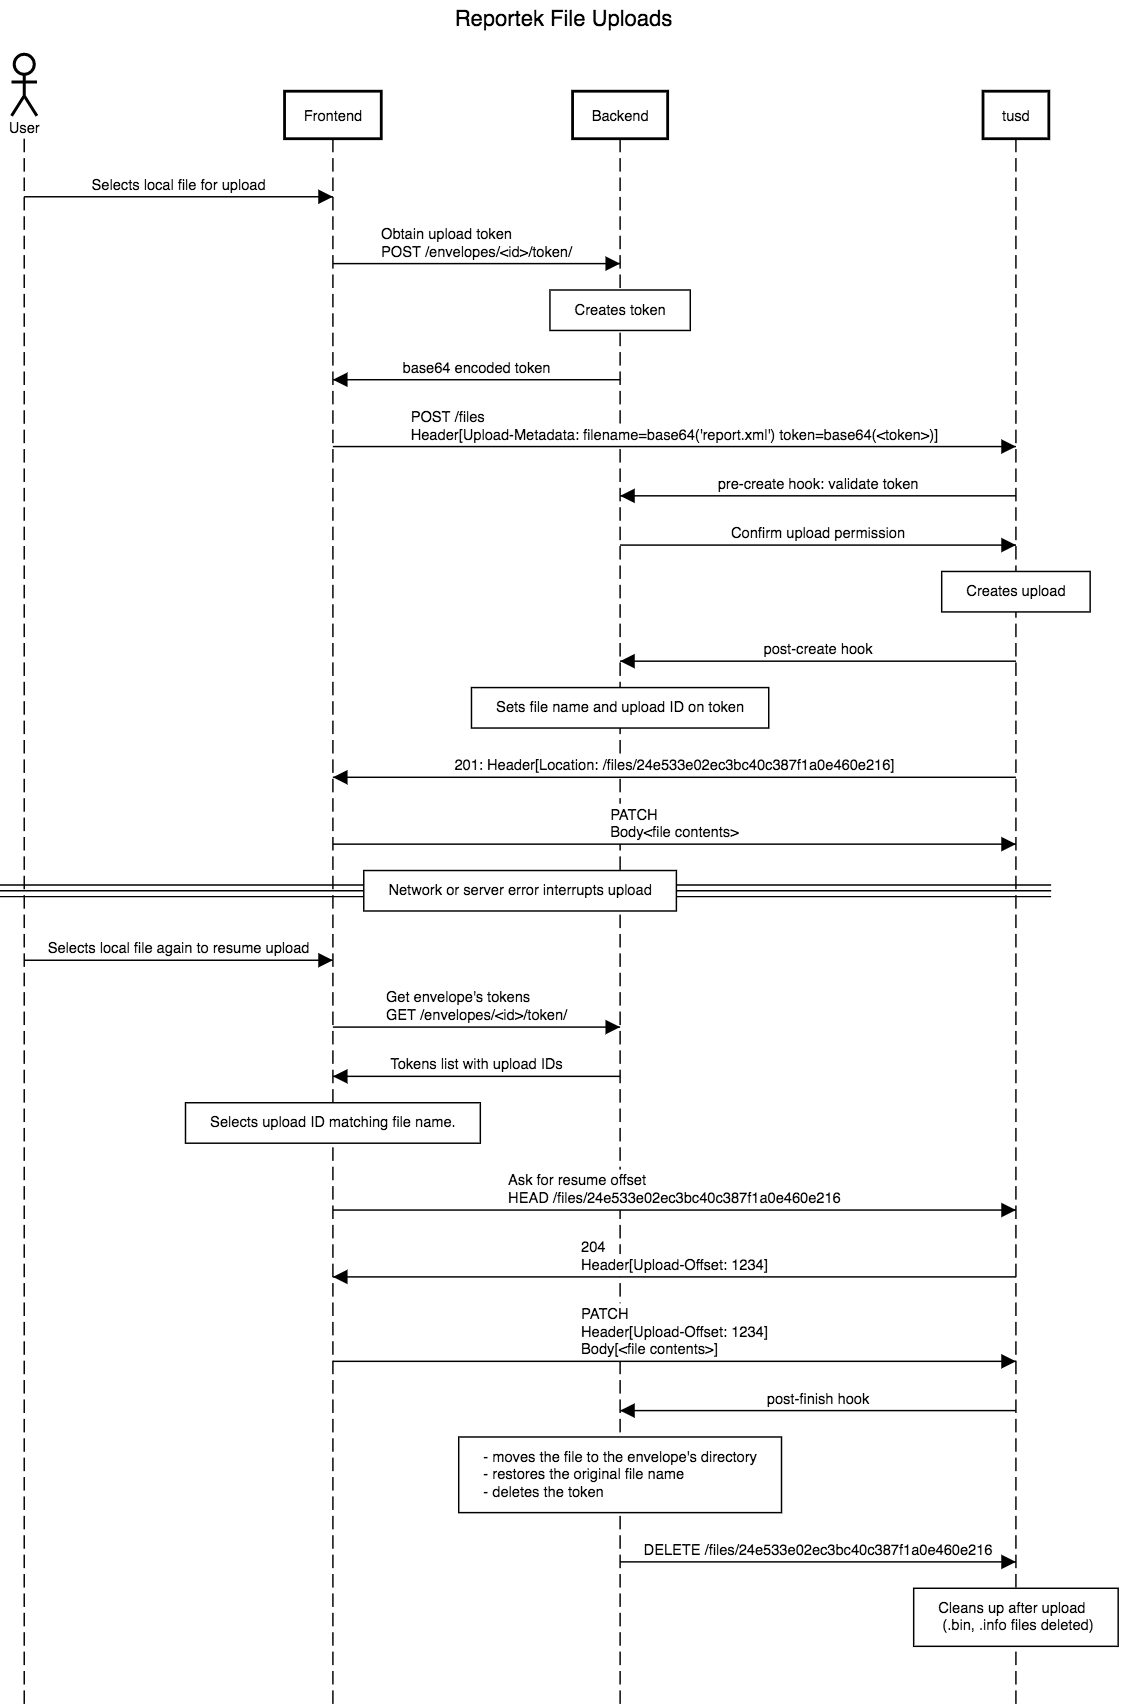 Reportek File Uploads
User
Frontend
Backend
tusd
Selects local file for upload
Obtain upload token
POST /envelopes/<id>/token/
Creates token
base64 encoded token
POST /files
Header[Upload-Metadata: filename=base64('report.xml') token=base64(<token>)]
pre-create hook: validate token
Confirm upload permission
Creates upload
post-create hook
Sets file name and upload ID on token
201: Header[Location: /files/24e533e02ec3bc40c387f1a0e460e216]
PATCH
Body<file contents>
Network or server error interrupts upload
Selects local file again to resume upload
Get envelope's tokens
GET /envelopes/<id>/token/
Tokens list with upload IDs
Selects upload ID matching file name.
Ask for resume offset
HEAD /files/24e533e02ec3bc40c387f1a0e460e216
204
Header[Upload-Offset: 1234]
PATCH
Header[Upload-Offset: 1234]
Body[<file contents>]
post-finish hook
- moves the file to the envelope's directory
- restores the original file name
- deletes the token
DELETE /files/24e533e02ec3bc40c387f1a0e460e216
Cleans up after upload
(.bin, .info files deleted)